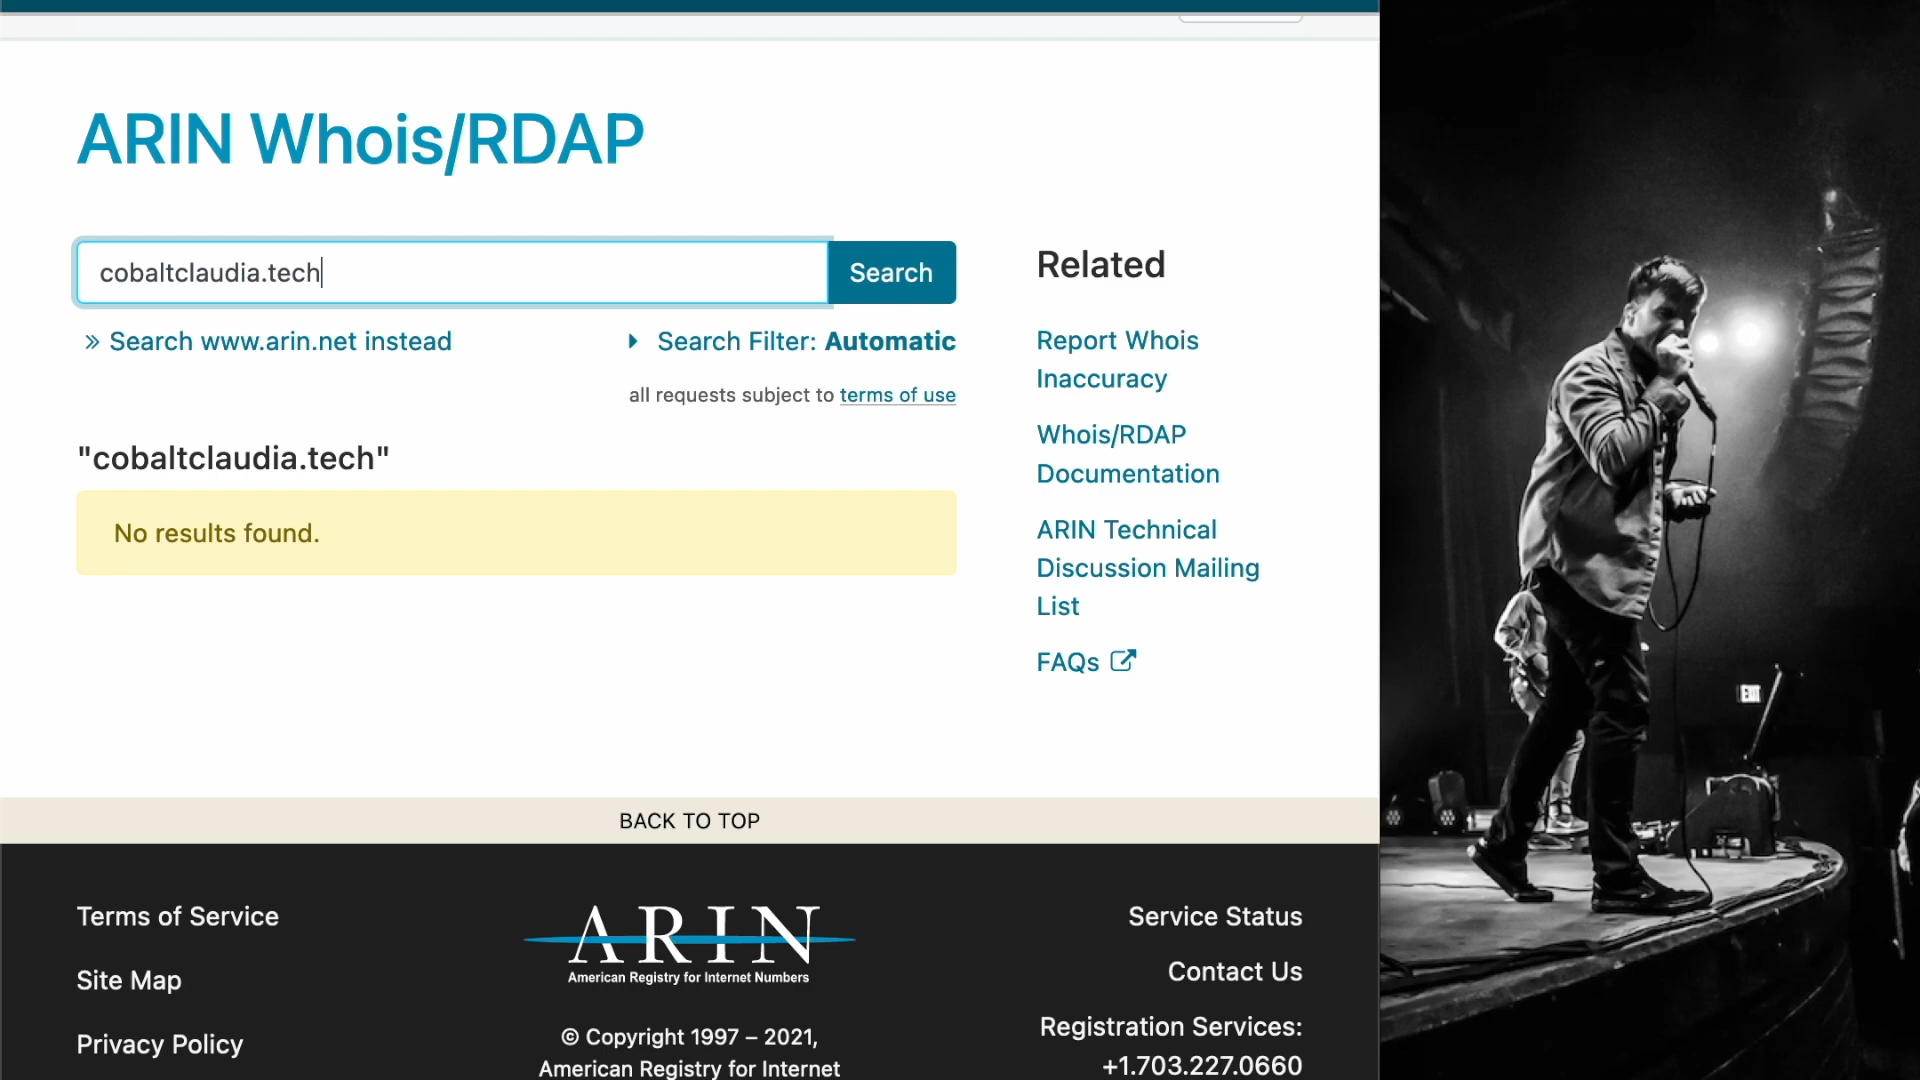 ARIN Whois/RDAP
cobaltclaudia.tech
Search
» Search www.arin.net instead
Search Filter: Automatic
all requests subject to terms of use
"cobaltclaudia.tech"
No results found.
Related
Report Whois
Inaccuracy
Whois/RDAP
Documentation
ARIN Technical
Discussion Mailing
List
FAQs
EXIT
BACK TO TOP
Terms of Service
Site Map
Privacy Policy
ARIN
American Registry for Internet Numbers
© Copyright 1997 – 2021,
American Registry for Internet
Service Status
Contact Us
Registration Services:
+1.703.227.0660